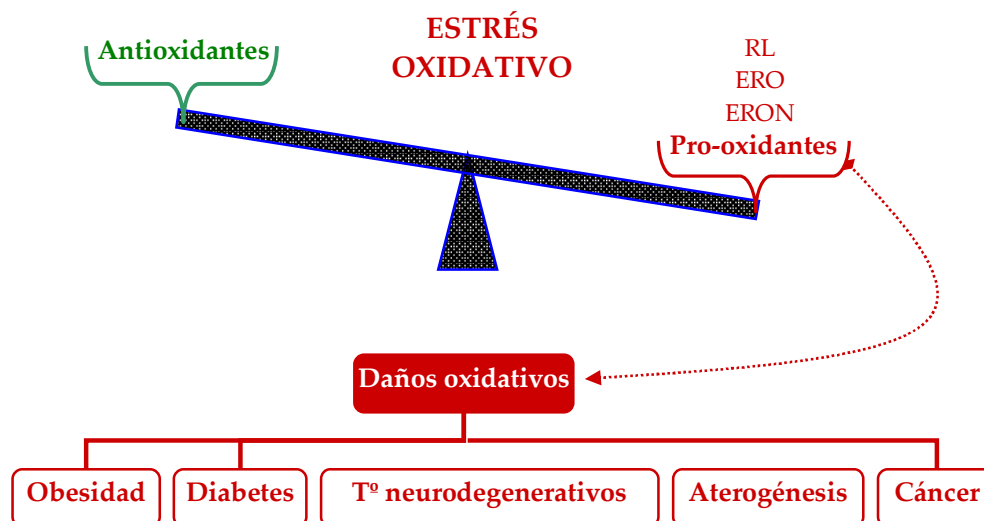 ESTRÉS
OXIDATIVO
Antioxidantes
RL
ERO
ERON
Pro-oxidantes
Daños oxidativos
Obesidad
Diabetes
Tº neurodegenerativos
Aterogénesis
Cáncer